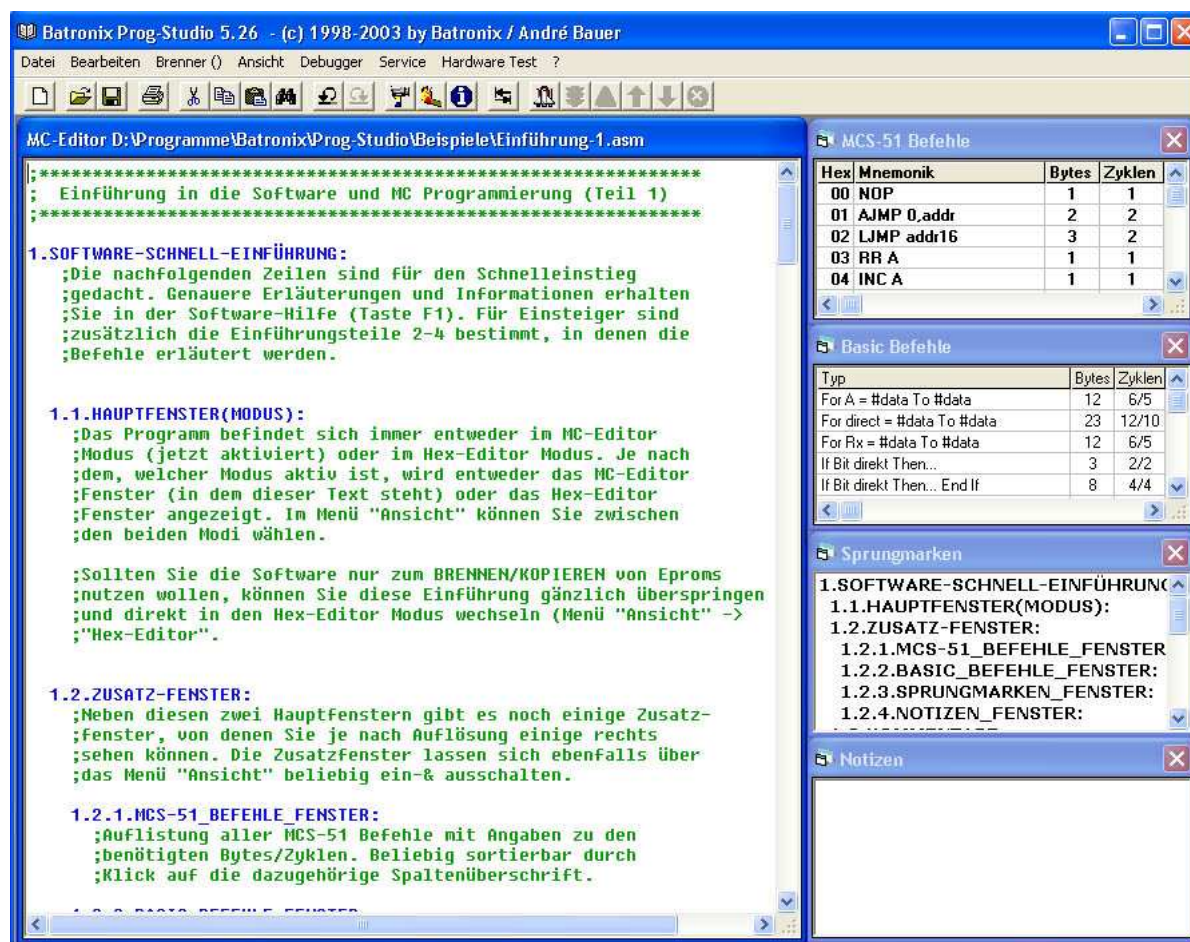 Batronix Prog-Studio 5.26 - (c) 1998-2003 by Batronix / André Bauer
Datei Bearbeiten Brenner () Ansicht Debugger Service Hardware Test ?
MC-Editor D:\Programme\Batronix\Prog-Studio\Beispiele\Einführung-1.asm
;************************************************************
; Einführung in die Software und MC Programmierung (Teil 1)
;************************************************************
1.SOFTWARE-SCHNELL-EINFÜHRUNG:
;Die nachfolgenden Zeilen sind für den Schnelleinstieg
;gedacht. Genauere Erläuterungen und Informationen erhalten
;Sie in der Software-Hilfe (Taste F1). Für Einsteiger sind
;zusätzlich die Einführungsteile 2-4 bestimmt, in denen die
;Befehle erläutert werden.
1.1.HAUPTFENSTER(MODUS):
;Das Programm befindet sich immer entweder im MC-Editor
;Modus (jetzt aktiviert) oder im Hex-Editor Modus. Je nach
;dem, welcher Modus aktiv ist, wird entweder das MC-Editor
;Fenster (in dem dieser Text steht) oder das Hex-Editor
;Fenster angezeigt. Im Menü "Ansicht" können Sie zwischen
;den beiden Modi wählen.
;Sollten Sie die Software nur zum BRENNEN/KOPIEREN von Eproms
;nutzen wollen, können Sie diese Einführung gänzlich überspringen
;und direkt in den Hex-Editor Modus wechseln (Menü "Ansicht" ->
;"Hex-Editor".
1.2.ZUSATZ-FENSTER:
;Neben diesen zwei Hauptfenstern gibt es noch einige Zusatz-
;fenster, von denen Sie je nach Auflösung einige rechts
;sehen können. Die Zusatzfenster lassen sich ebenfalls über
;das Menü "Ansicht" beliebig ein-& ausschalten.
1.2.1.MCS-51_BEFEHLE_FENSTER:
;Auflistung aller MCS-51 Befehle mit Angaben zu den
;benötigten Bytes/Zyklen. Beliebig sortierbar durch
;Klick auf die dazugehörige Spaltenüberschrift.
MCS-51 Befehle
Hex Mnemonik Bytes Zyklen
00 NOP 1 1
01 AJMP 0,addr 2 2
02 LJMP addr16 3 2
03 RR A 1 1
04 INC A 1 1
Basic Befehle
Typ Bytes Zyklen
For A = #data To #data 12 6/5
For direct = #data To #data 23 12/10
For Rx = #data To #data 12 6/5
If Bit direkt Then... 3 2/2
If Bit direkt Then... End If 8 4/4
Sprungmarken
1.SOFTWARE-SCHNELL-EINFÜHRUNG
1.1.HAUPTFENSTER(MODUS):
1.2.ZUSATZ-FENSTER:
1.2.1.MCS-51_BEFEHLE_FENSTER
1.2.2.BASIC_BEFEHLE_FENSTER:
1.2.3.SPRUNGMARKEN_FENSTER:
1.2.4.NOTIZEN_FENSTER:
Notizen